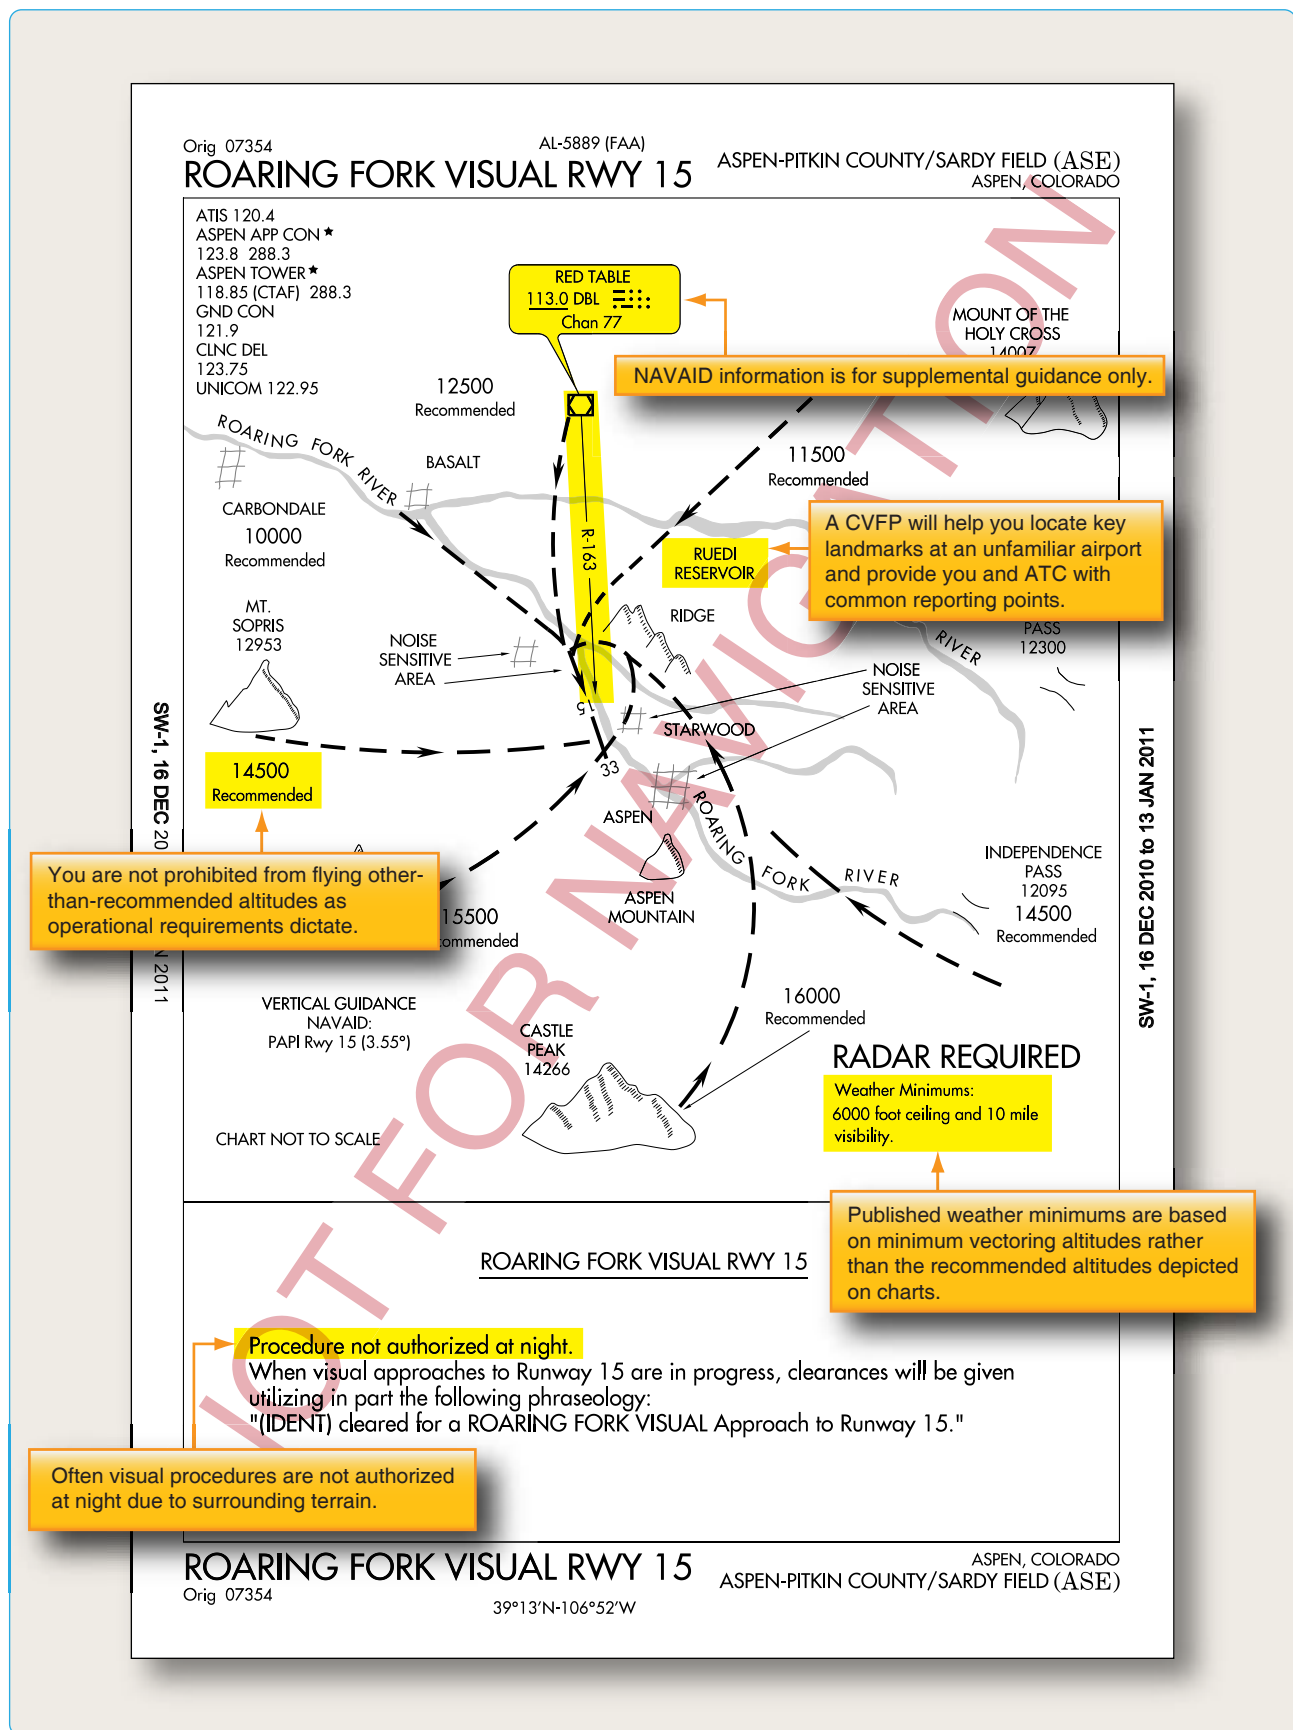 Orig 07354
AL-5889 (FAA)
ROARING FORK VISUAL RWY 15
ASPEN-PITKIN COUNTY/SARDY FIELD (ASE)
ASPEN, COLORADO
ATIS 120.4
ASPEN APP CON ★
123.8 288.3
ASPEN TOWER ★
118.85 (CTAF) 288.3
GND CON
121.9
CLNC DEL
123.75
UNICOM 122.95
RED TABLE
113.0 DBL
Chan 77
MOUNT OF THE
HOLY CROSS
14007
NAVAID information is for supplemental guidance only.
12500
Recommended
ROARING FORK RIVER
BASALT
11500
Recommended
CARBONDALE
10000
Recommended
R-163
RUEDI
RESERVOIR
A CVFP will help you locate key
landmarks at an unfamiliar airport
and provide you and ATC with
common reporting points.
MT.
SOPRIS
12953
NOISE
SENSITIVE
AREA
RIDGE
RIVER
PASS
12300
NOISE
SENSITIVE
AREA
15
STARWOOD
33
14500
Recommended
ASPEN
ROARING FORK RIVER
You are not prohibited from flying other-
than-recommended altitudes as
operational requirements dictate.
15500
commended
ASPEN
MOUNTAIN
INDEPENDENCE
PASS
12095
14500
Recommended
VERTICAL GUIDANCE
NAVAID:
PAPI Rwy 15 (3.55°)
CASTLE
PEAK
14266
16000
Recommended
RADAR REQUIRED
Weather Minimums:
6000 foot ceiling and 10 mile
visibility.
CHART NOT TO SCALE
Published weather minimums are based
on minimum vectoring altitudes rather
than the recommended altitudes depicted
on charts.
ROARING FORK VISUAL RWY 15
Procedure not authorized at night.
When visual approaches to Runway 15 are in progress, clearances will be given
utilizing in part the following phraseology:
"(IDENT) cleared for a ROARING FORK VISUAL Approach to Runway 15."
Often visual procedures are not authorized
at night due to surrounding terrain.
ROARING FORK VISUAL RWY 15
Orig 07354
39°13'N-106°52'W
ASPEN, COLORADO
ASPEN-PITKIN COUNTY/SARDY FIELD (ASE)
SW-1, 16 DEC 20
2011
SW-1, 16 DEC 2010 to 13 JAN 2011
NOT FOR NAVIGATION